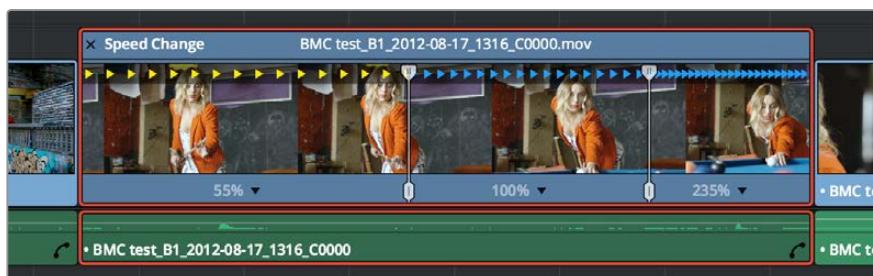 × Speed Change BMC test_B1_2012-08-17_1316_C0000.mov
55% ▼ 100% ▼ 235% ▼
• BMC te
• BMC test_B1_2012-08-17_1316_C0000
• BMC te